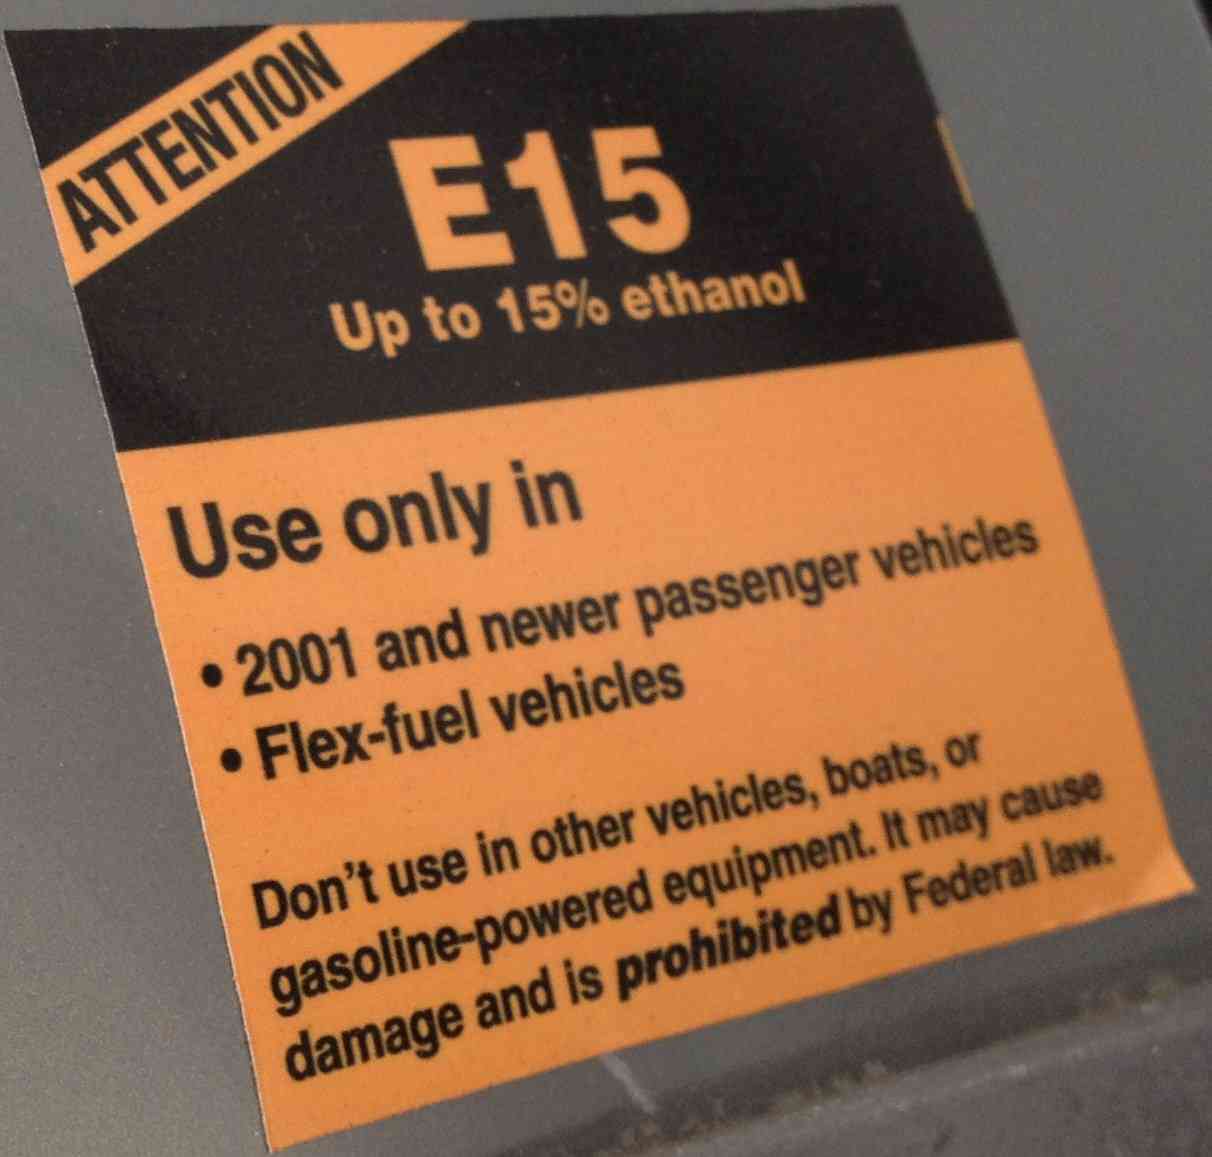 ATTENTION
E15
Up to 15% ethanol
Use only in
• 2001 and newer passenger vehicles
• Flex-fuel vehicles
Don't use in other vehicles, boats, or
gasoline-powered equipment. It may cause
damage and is prohibited by Federal law.